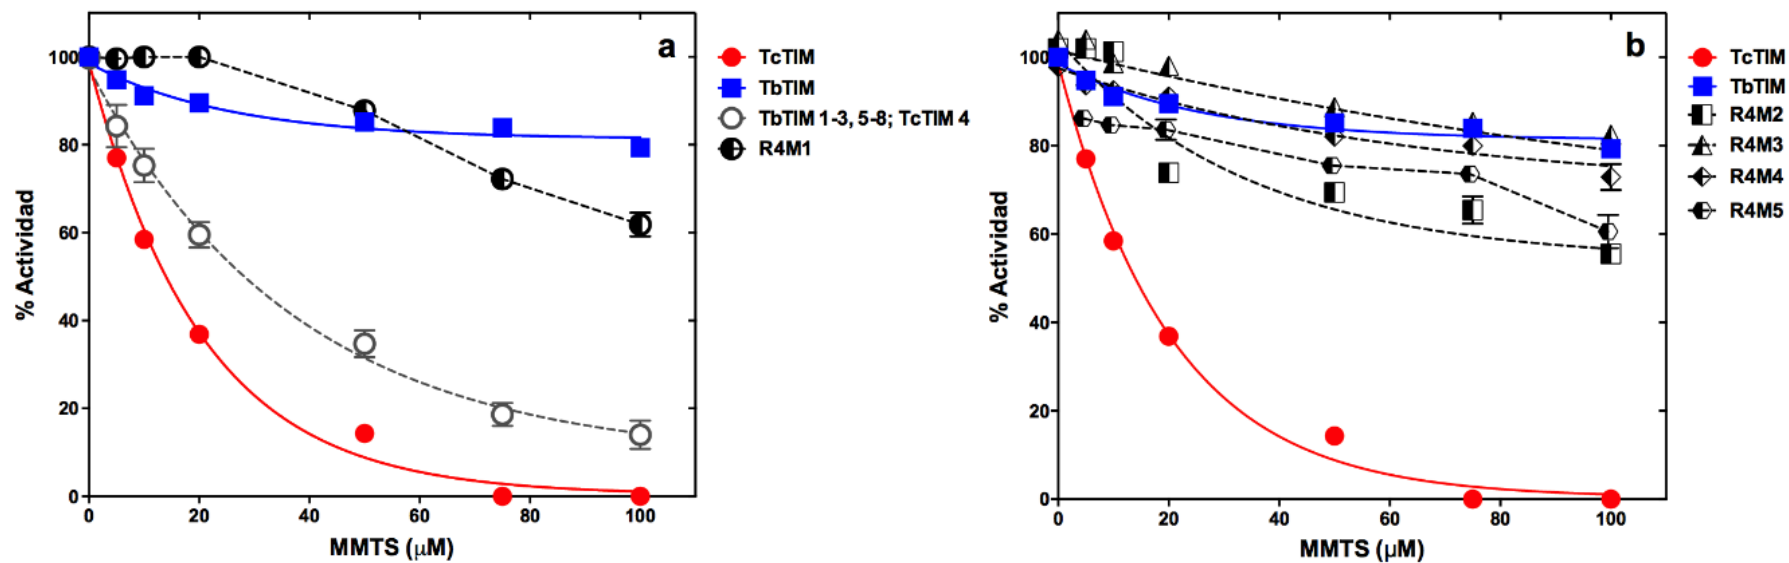 a
100
80
60
40
20
0
% Actividad
0 20 40 60 80 100
MMTS (μM)
TcTIM
TbTIM
TbTIM 1-3, 5-8; TcTIM 4
R4M1
b
100
80
60
40
20
0
% Actividad
0 20 40 60 80 100
MMTS (μM)
TcTIM
TbTIM
R4M2
R4M3
R4M4
R4M5